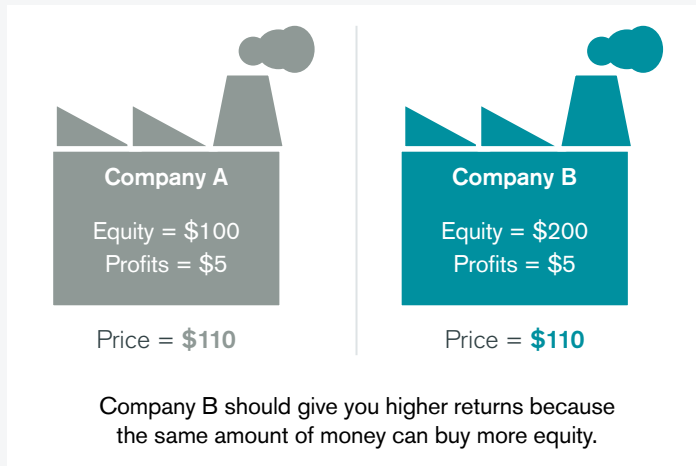 Company A
Equity = $100
Profits = $5
Price = $110
Company B
Equity = $200
Profits = $5
Price = $110
Company B should give you higher returns because
the same amount of money can buy more equity.